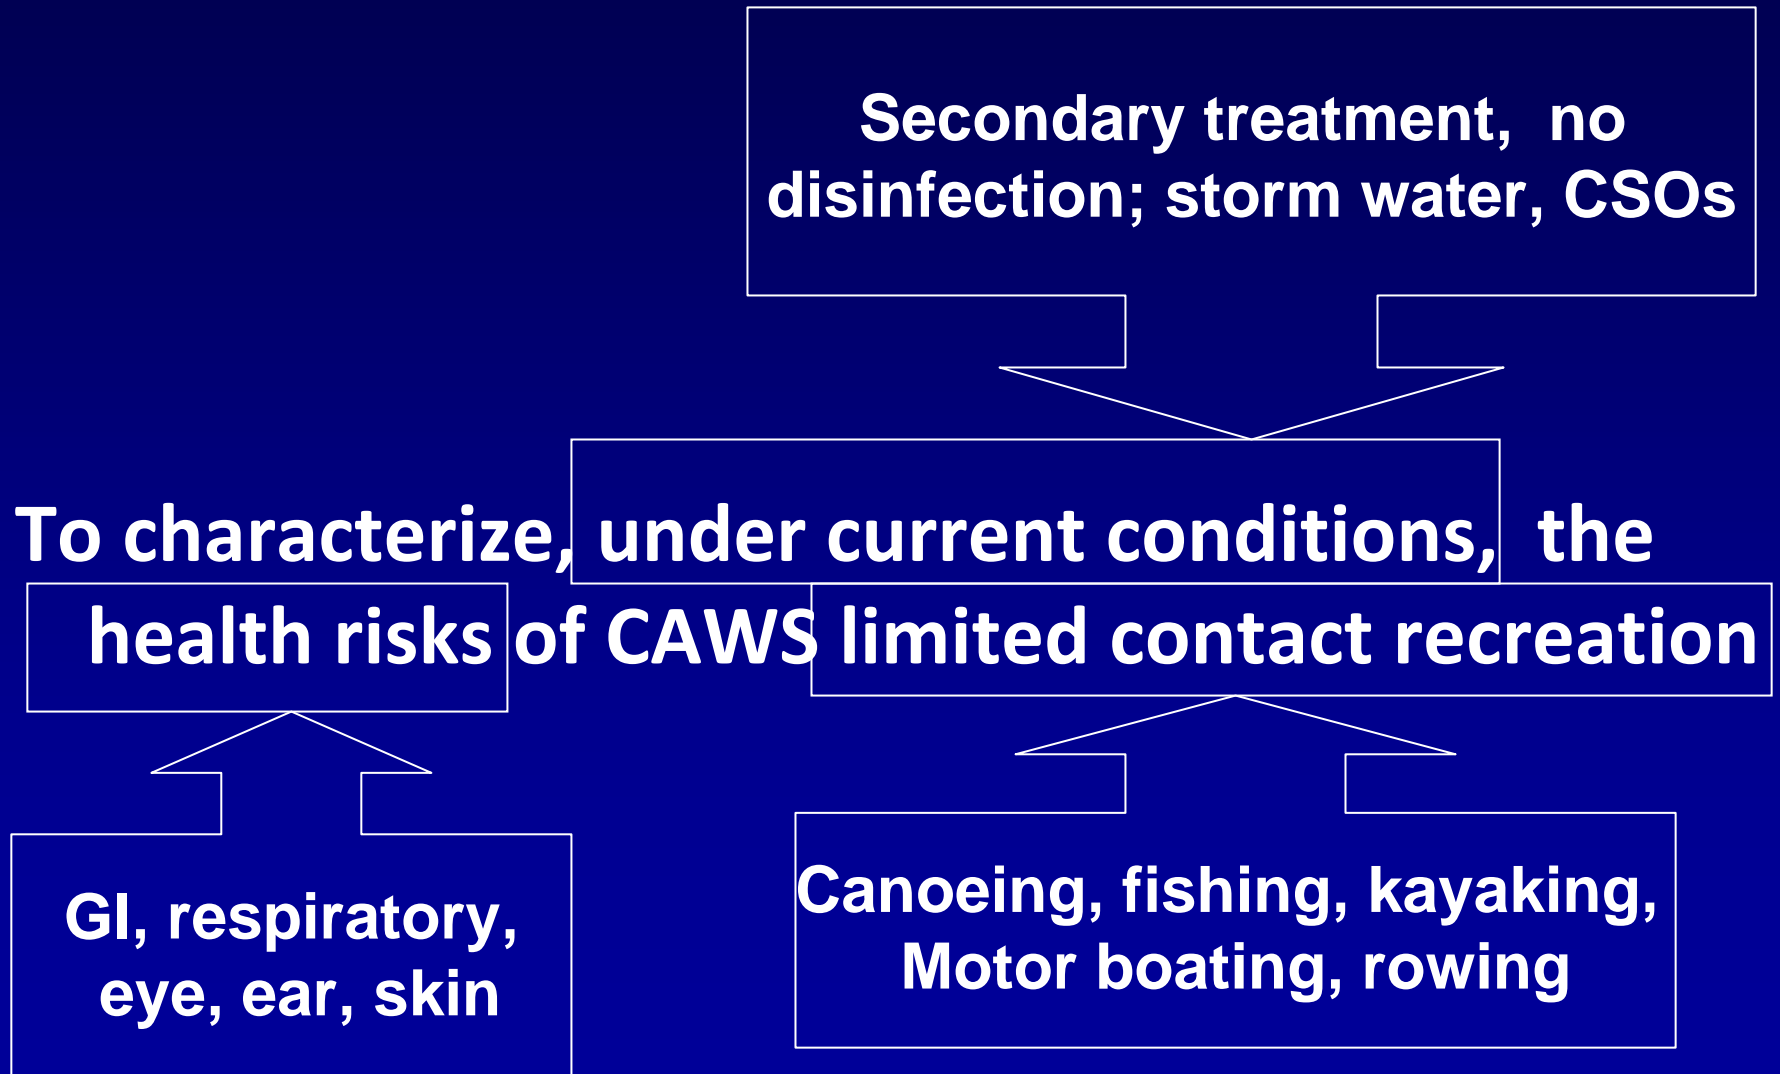 Secondary treatment, no
disinfection; storm water, CSOs
To characterize, under current conditions, the
health risks of CAWS limited contact recreation
GI, respiratory,
eye, ear, skin
Canoeing, fishing, kayaking,
Motor boating, rowing